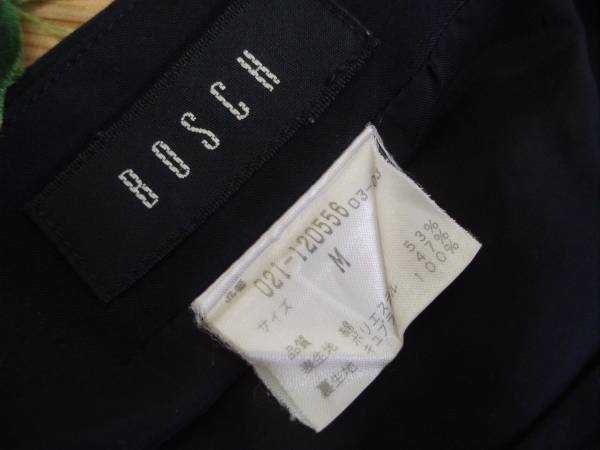 BOSCH
021-120556 03-03
サイズ M
品質
表生地 綿 53%
ポリエステル 47%
裏生地 キュプラ 100%